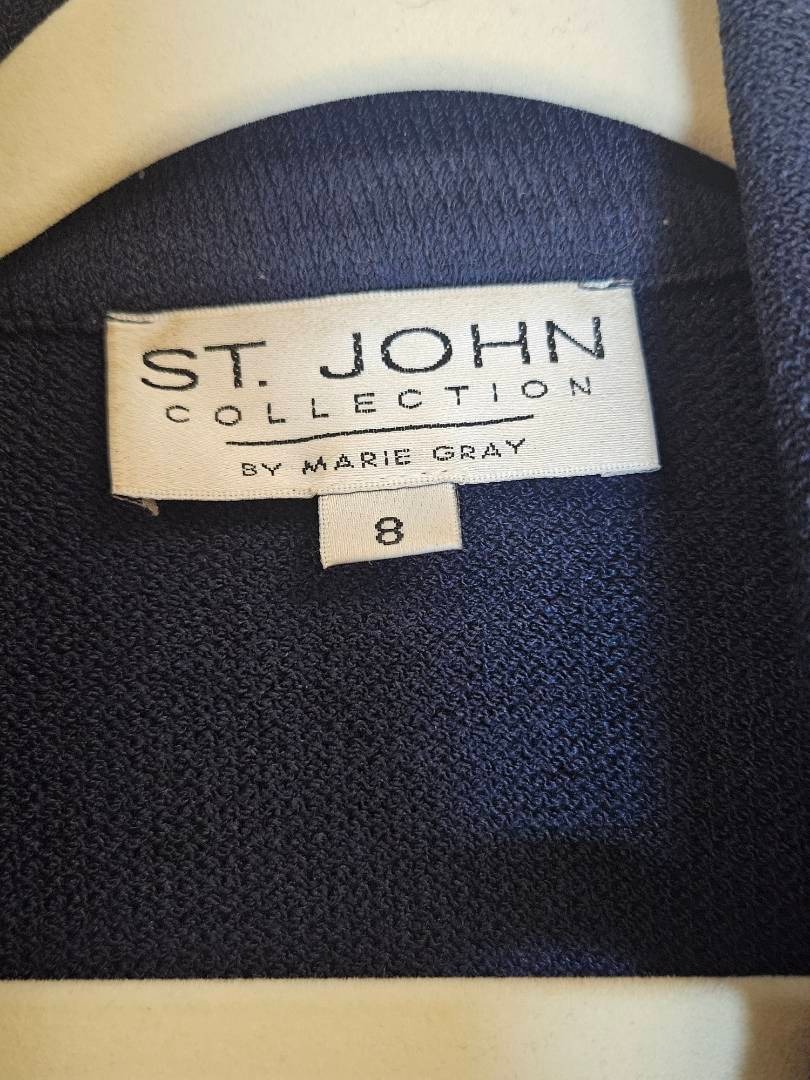 ST. JOHN
COLLECTION
BY MARIE GRAY
8